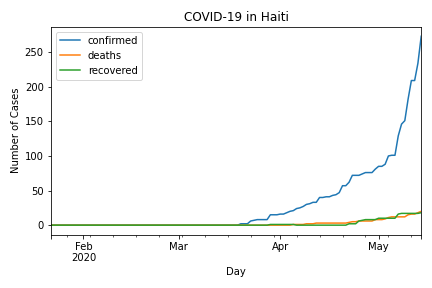 COVID-19 in Haiti
confirmed
deaths
recovered
Number of Cases
250
200
150
100
50
0
Feb
2020
Mar
Apr
May
Day